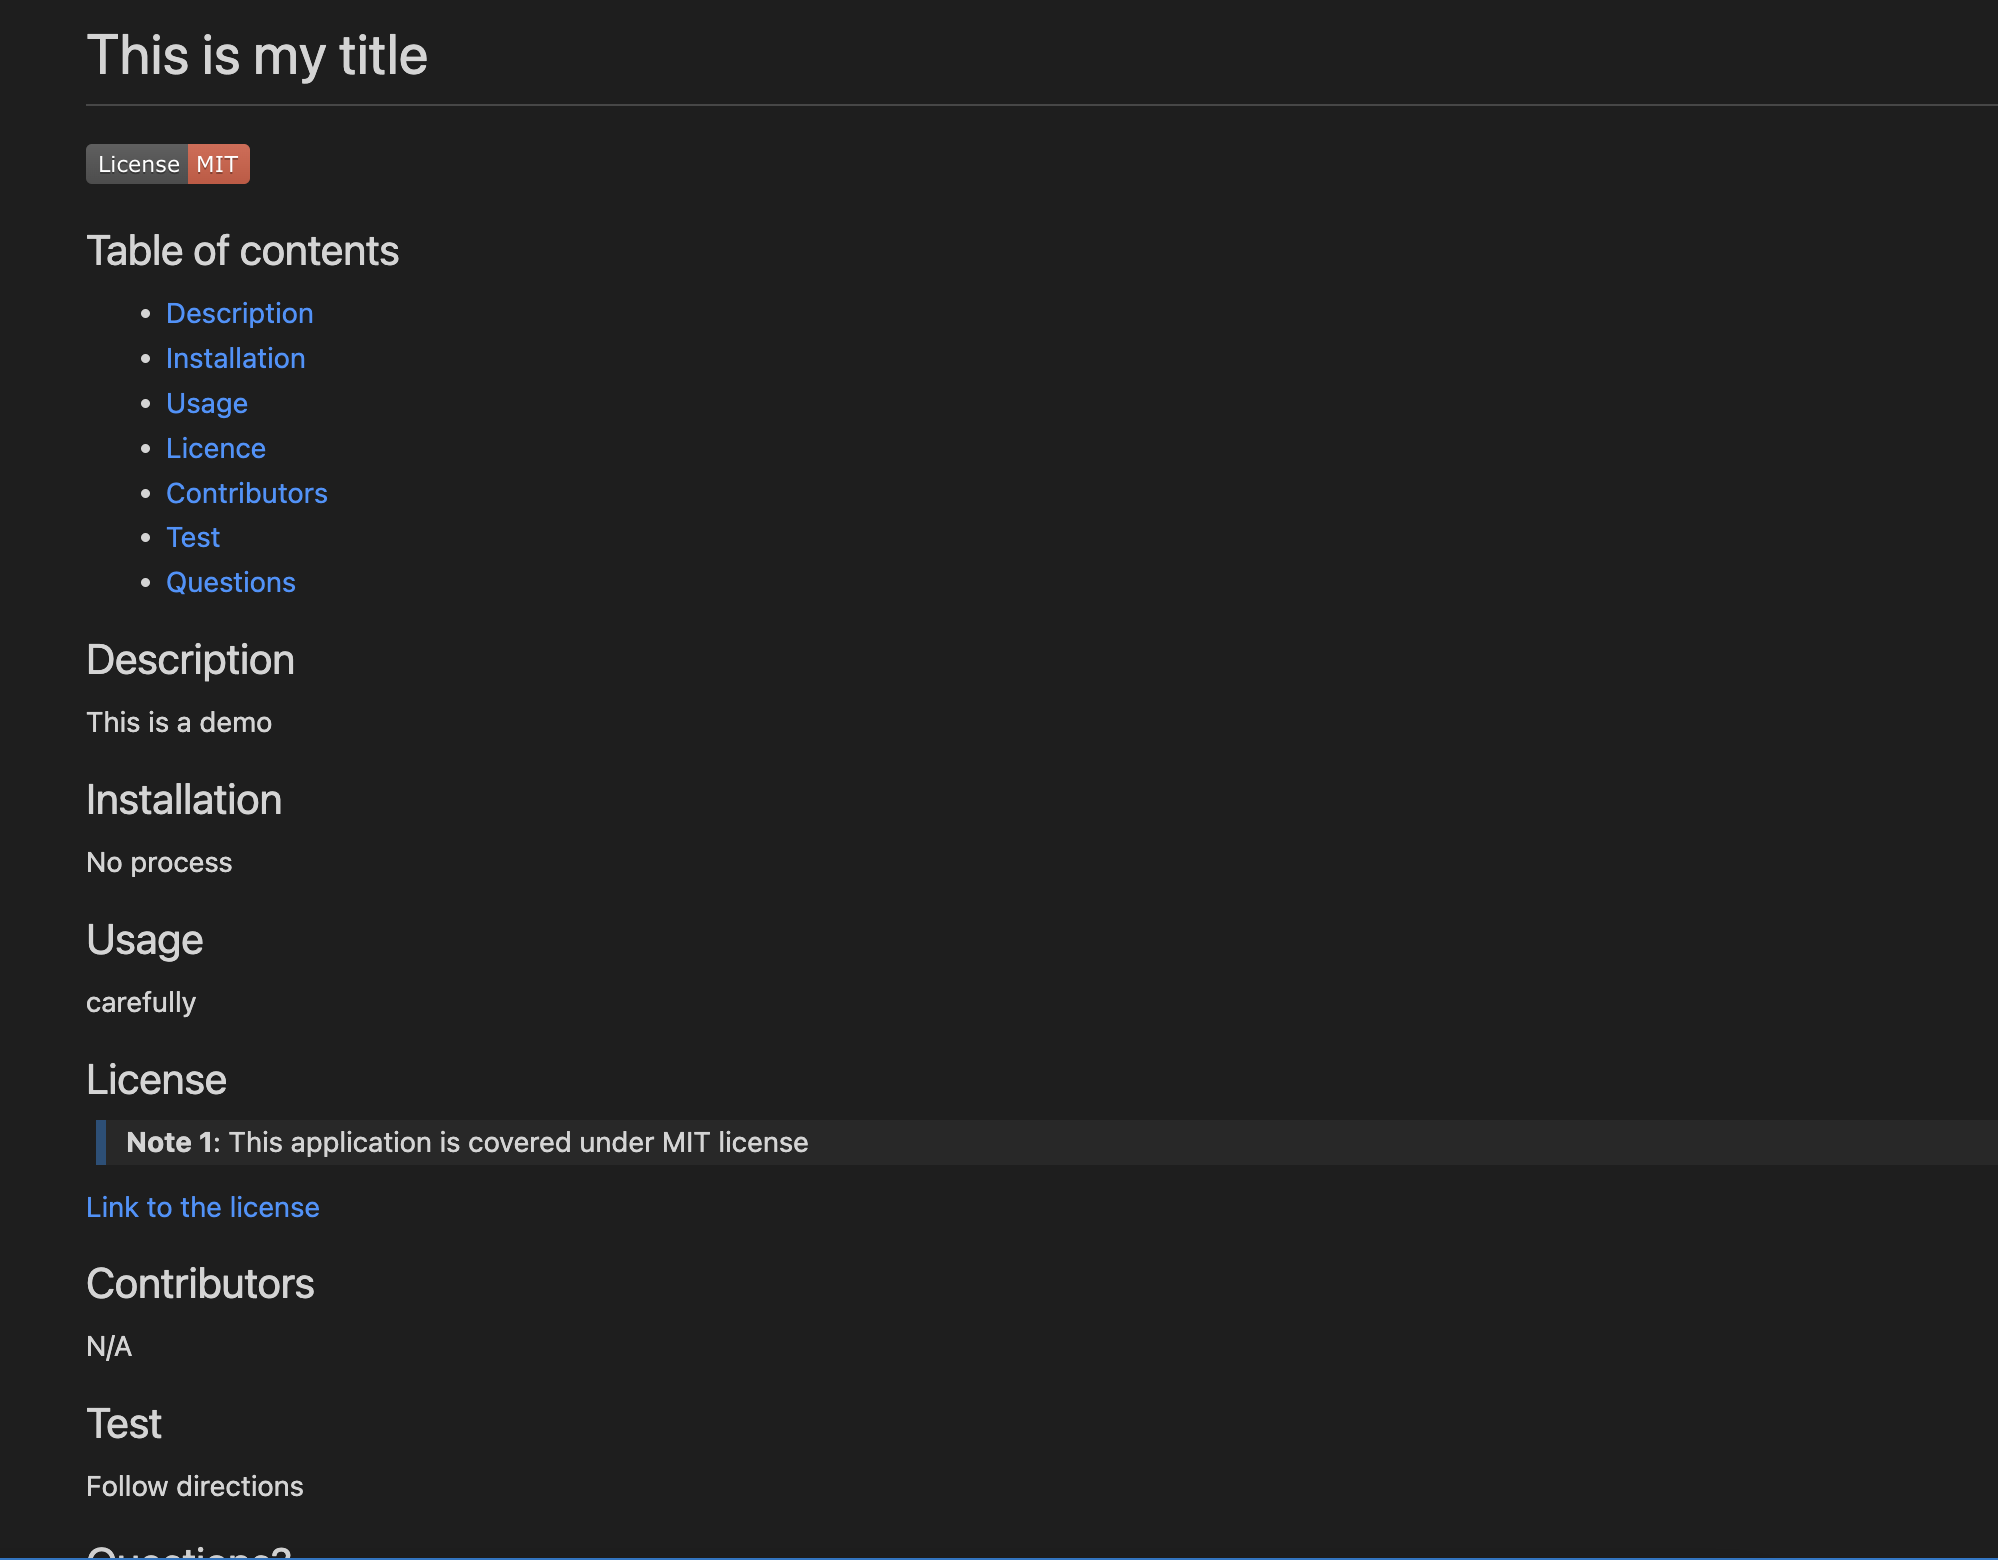 This is my title
License MIT
Table of contents
Description
Installation
Usage
Licence
Contributors
Test
Questions
Description
This is a demo
Installation
No process
Usage
carefully
License
Note 1: This application is covered under MIT license
Link to the license
Contributors
N/A
Test
Follow directions
Questions?